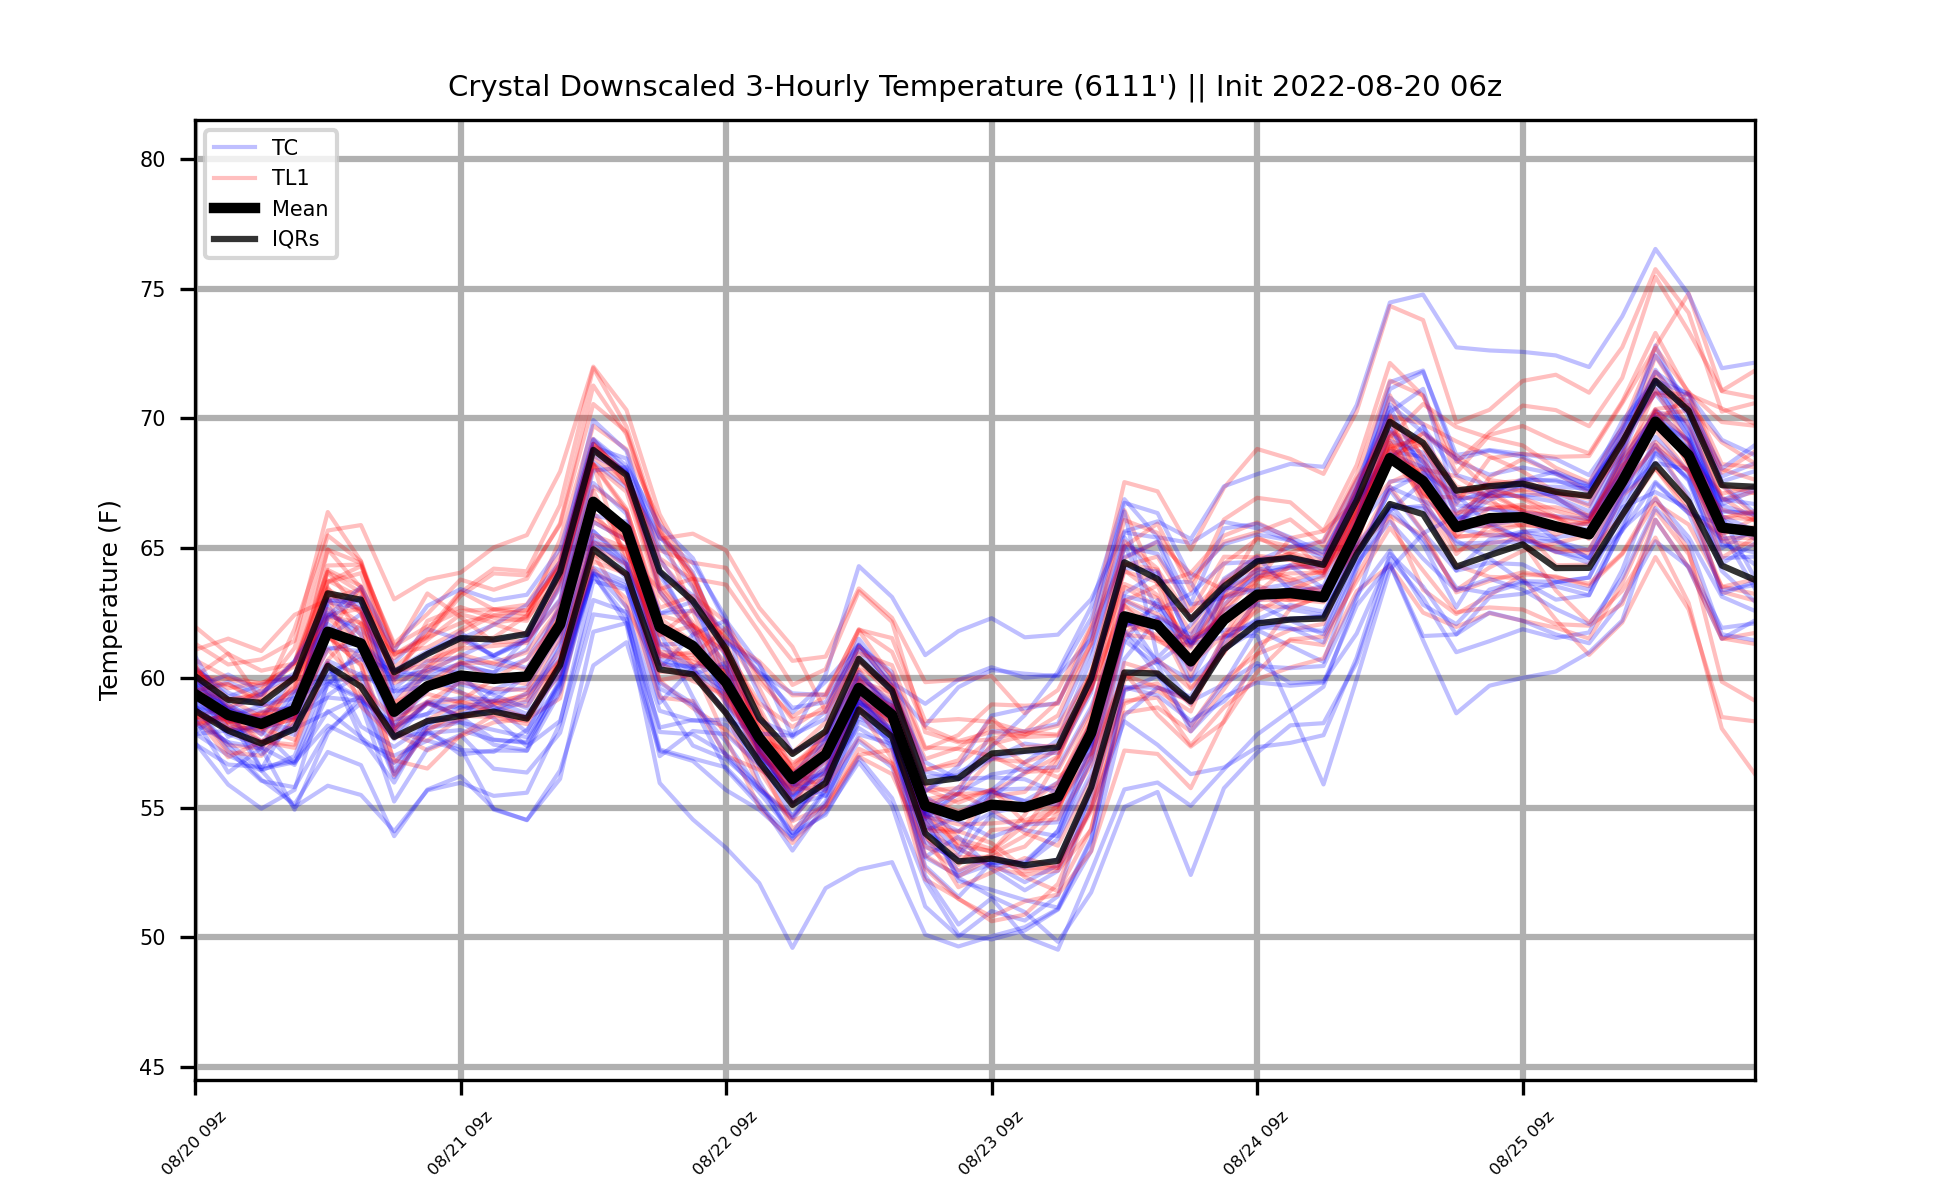 Crystal Downscaled 3-Hourly Temperature (6111') || Init 2022-08-20 06z
TC
TL1
Mean
IQRs
Temperature (F)
80
75
70
65
60
55
50
45
08/20 09z
08/21 09z
08/22 09z
08/23 09z
08/24 09z
08/25 09z